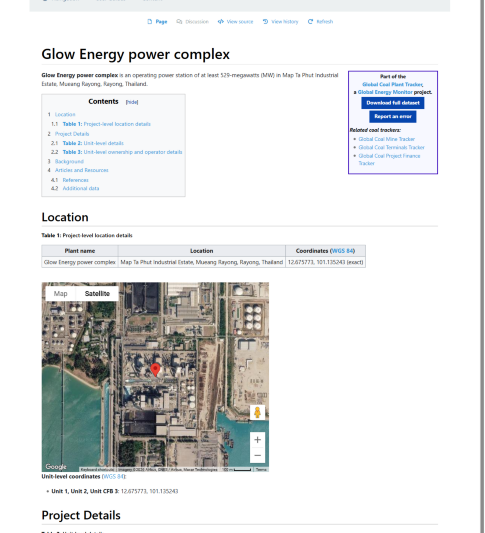 Page Discussion View source View history Refresh
Glow Energy power complex
Glow Energy power complex is an operating power station of at least 529-megawatts (MW) in Map Ta Phut Industrial
Estate, Mueang Rayong, Rayong, Thailand.
Part of the
Global Coal Plant Tracker,
a Global Energy Monitor project.
Download full dataset
Report an error
Related coal trackers:
Global Coal Mine Tracker
Global Coal Terminals Tracker
Global Coal Project Finance
Tracker
Contents [hide]
1 Location
1.1 Table 1: Project-level location details
2 Project Details
2.1 Table 2: Unit-level details
2.2 Table 3: Unit-level ownership and operator details
3 Background
4 Articles and Resources
4.1 References
4.2 Additional data
Location
Table 1: Project-level location details
Plant name Location Coordinates (WGS 84)
Glow Energy power complex Map Ta Phut Industrial Estate, Mueang Rayong, Rayong, Thailand 12.675773, 101.135243 (exact)
Map Satellite
Google
Keyboard shortcuts
Terms
Unit-level coordinates (WGS 84):
Unit 1, Unit 2, Unit CFB 3: 12.675773, 101.135243
Project Details